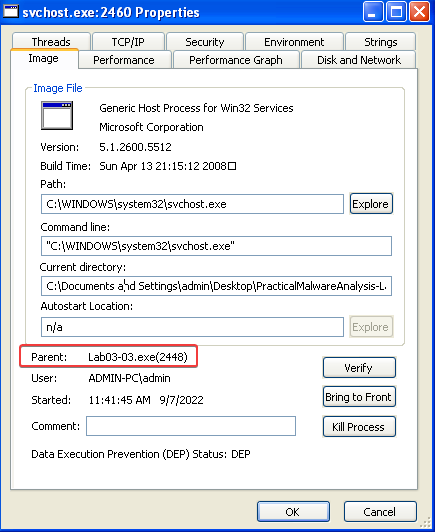 svchost.exe:2460 Properties
Threads TCP/IP Security Environment Strings
Image Performance Performance Graph Disk and Network
Image File
Generic Host Process for Win32 Services
Microsoft Corporation
Version: 5.1.2600.5512
Build Time: Sun Apr 13 21:15:12 2008□
Path:
C:\WINDOWS\system32\svchost.exe Explore
Command line:
"C:\WINDOWS\system32\svchost.exe"
Current directory:
C:\Documents and Settings\admin\Desktop\PracticalMalwareAnalysis-La
Autostart Location:
n/a Explore
Parent: Lab03-03.exe(2448)
Verify
User: ADMIN-PC\admin
Started: 11:41:45 AM 9/7/2022 Bring to Front
Comment: Kill Process
Data Execution Prevention (DEP) Status: DEP
OK Cancel